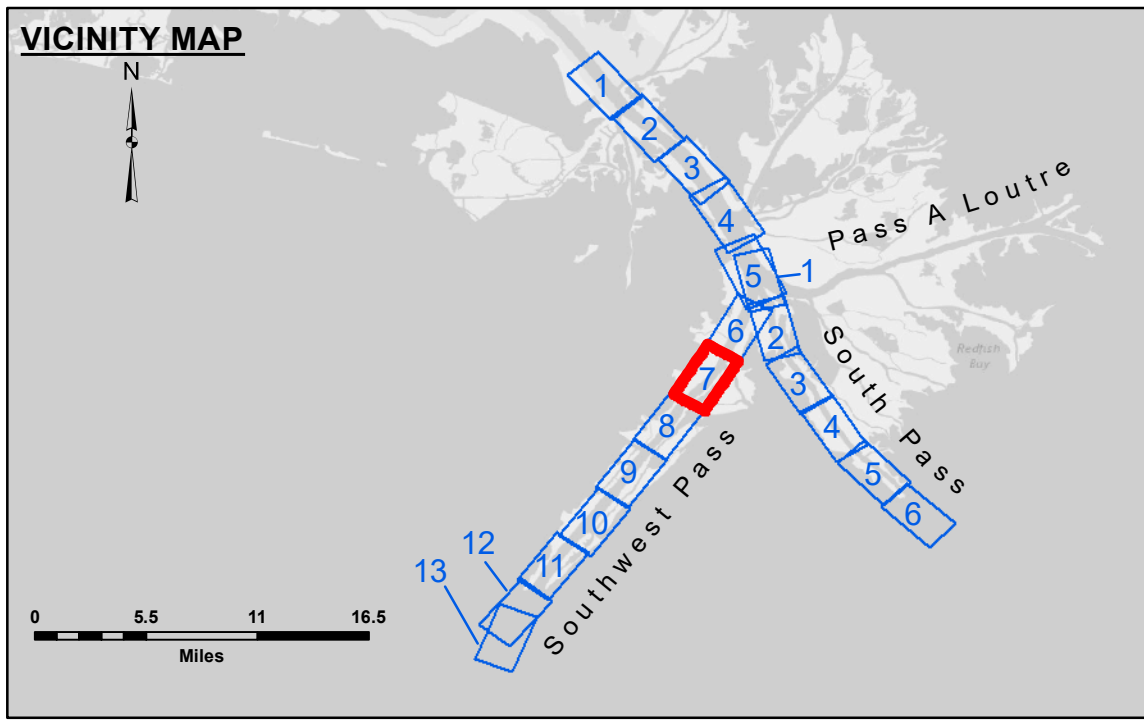 VICINITY MAP
N
1
2
3
4
5
1
Pass A Loutre
6
2
South Pass
Redfish
Bay
7
3
8
4
9
5
10
6
11
12
13
Southwest Pass
0 5.5 11 16.5
Miles